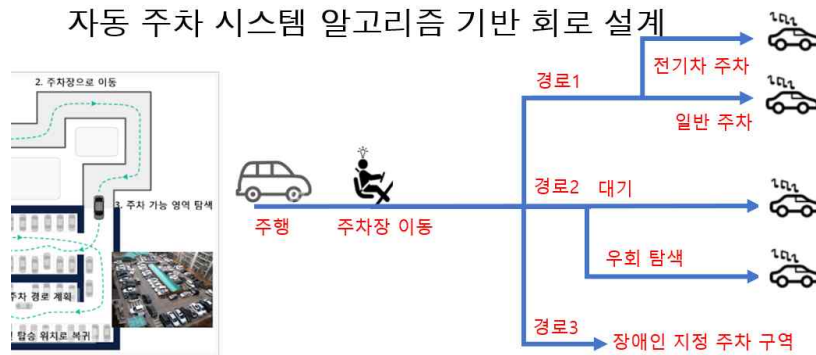 자동 주차 시스템 알고리즘 기반 회로 설계
2. 주차장으로 이동
3. 주차 가능 영역 탐색
주차 경로 계획
탑승 위치로 복귀
주행
주차장 이동
경로1
전기차 주차
일반 주차
경로2 대기
우회 탐색
경로3
장애인 지정 주차 구역